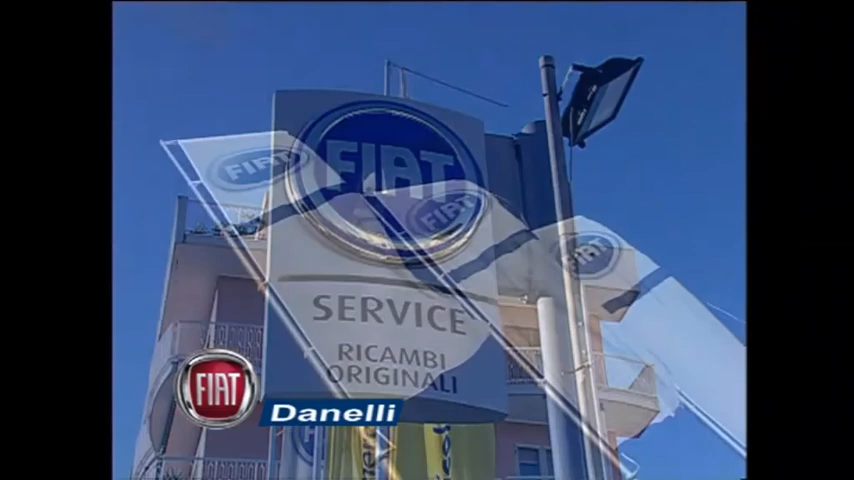 FIAT
FIAT
FIAT
FIAT
SERVICE
RICAMBI
ORIGINALI
FIAT
Danelli